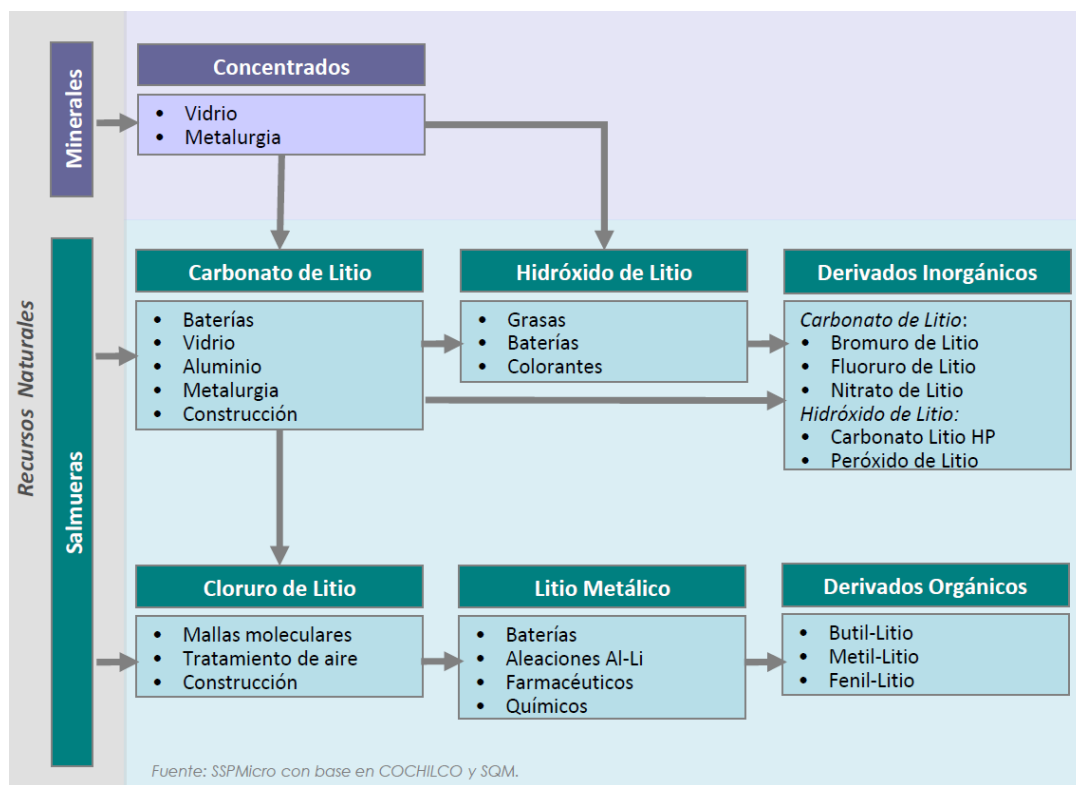 Recursos Naturales
Minerales
Concentrados
• Vidrio
• Metalurgia
Salmueras
Carbonato de Litio
• Baterías
• Vidrio
• Aluminio
• Metalurgia
• Construcción
Hidróxido de Litio
• Grasas
• Baterías
• Colorantes
Derivados Inorgánicos
Carbonato de Litio:
• Bromuro de Litio
• Fluoruro de Litio
• Nitrato de Litio
Hidróxido de Litio:
• Carbonato Litio HP
• Peróxido de Litio
Cloruro de Litio
• Mallas moleculares
• Tratamiento de aire
• Construcción
Litio Metálico
• Baterías
• Aleaciones Al-Li
• Farmacéuticos
• Químicos
Derivados Orgánicos
• Butil-Litio
• Metil-Litio
• Fenil-Litio
Fuente: SSPMicro con base en COCHILCO y SQM.